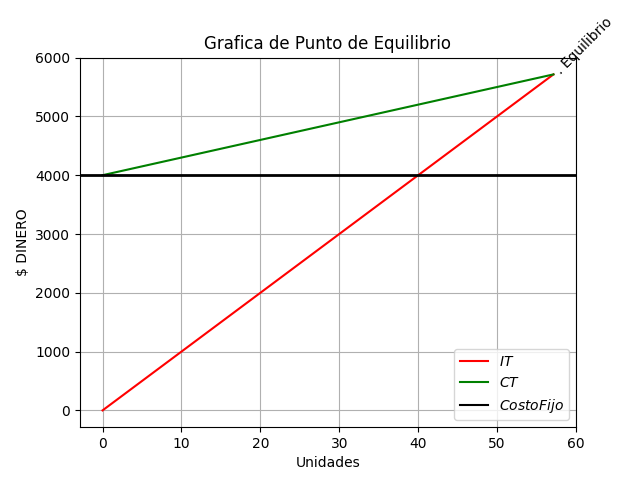 Grafica de Punto de Equilibrio
. Equilibrio
$ DINERO
6000
5000
4000
3000
2000
1000
0
0 10 20 30 40 50 60
Unidades
IT
CT
CostoFijo